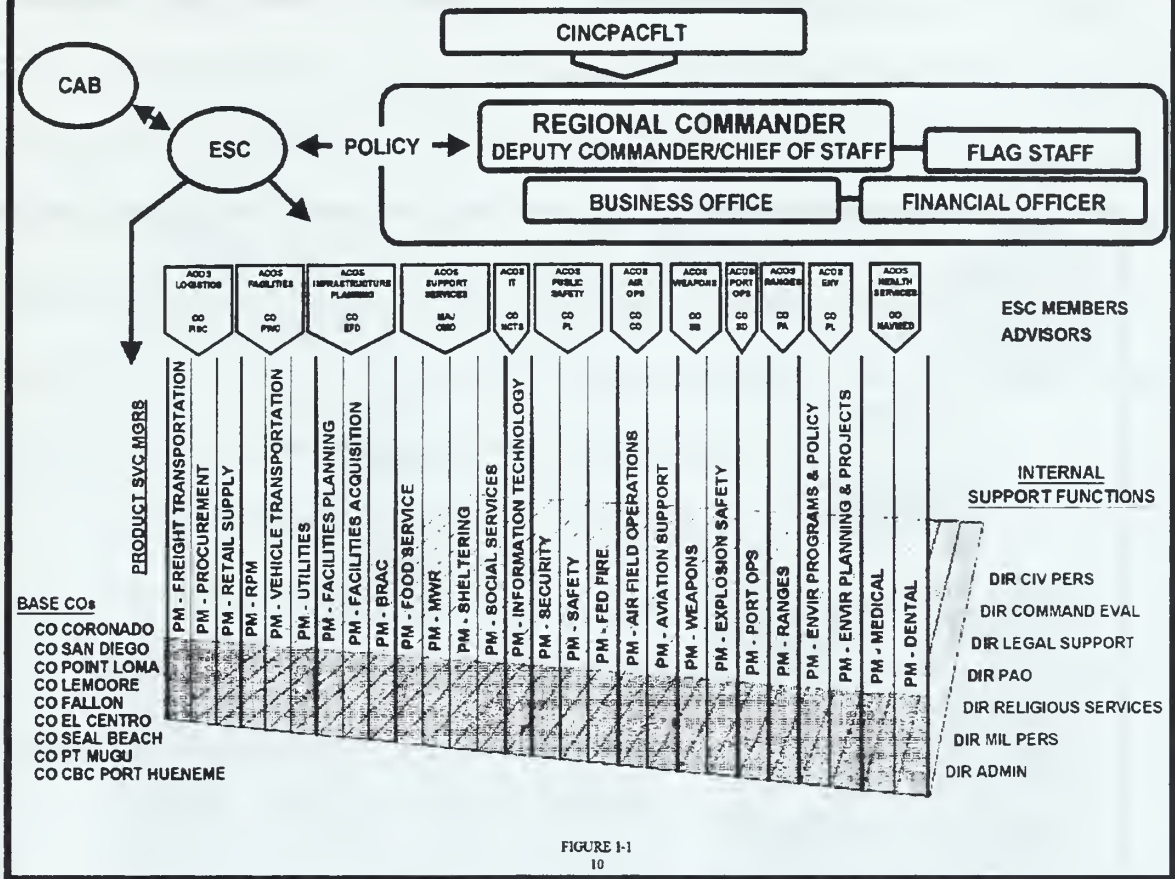 CINCPACFLT
CAB
ESC
POLICY
REGIONAL COMMANDER
DEPUTY COMMANDER/CHIEF OF STAFF
FLAG STAFF
BUSINESS OFFICE
FINANCIAL OFFICER
ACOS
LOGISTICS
CO
FISC
ACOS
FACILITIES
CO
PWC
ACOS
INFRASTRUCTURE
PLANNING
CO
EFD
ACOS
SUPPORT
SERVICES
MAJ
CMD
ACOS
IT
CO
NCTS
ACOS
PUBLIC
SAFETY
CO
PL
ACOS
AIR
OPS
CO
CO
ACOS
WEAPONS
CO
SB
ACOS
PORT
OPS
CO
SD
ACOS
RANGES
CO
PA
ACOS
ENV
CO
PL
ACOS
HEALTH
SERVICES
CO
NAVMED
ESC MEMBERS
ADVISORS
PRODUCT SVC MGRS
PM - FREIGHT TRANSPORTATION
PM - PROCUREMENT
PM - RETAIL SUPPLY
PM - RPM
PM - VEHICLE TRANSPORTATION
PM - UTILITIES
PM - FACILITIES PLANNING
PM - FACILITIES ACQUISITION
PM - BRAC
PM - FOOD SERVICE
PM - MWR
PM - SHELTERING
PM - SOCIAL SERVICES
PM - INFORMATION TECHNOLOGY
PM - SECURITY
PM - SAFETY
PM - FED FIRE
PM - AIR FIELD OPERATIONS
PM - AVIATION SUPPORT
PM - WEAPONS
PM - EXPLOSION SAFETY
PM - PORT OPS
PM - RANGES
PM - ENVIR PROGRAMS & POLICY
PM - ENVIR PLANNING & PROJECTS
PM - MEDICAL
PM - DENTAL
INTERNAL
SUPPORT FUNCTIONS
DIR CIV PERS
DIR COMMAND EVAL
DIR LEGAL SUPPORT
DIR PAO
DIR RELIGIOUS SERVICES
DIR MIL PERS
DIR ADMIN
BASE COs
CO CORONADO
CO SAN DIEGO
CO POINT LOMA
CO LEMOORE
CO FALLON
CO EL CENTRO
CO SEAL BEACH
CO PT MUGU
CO CBC PORT HUENEME
FIGURE 1-1
10